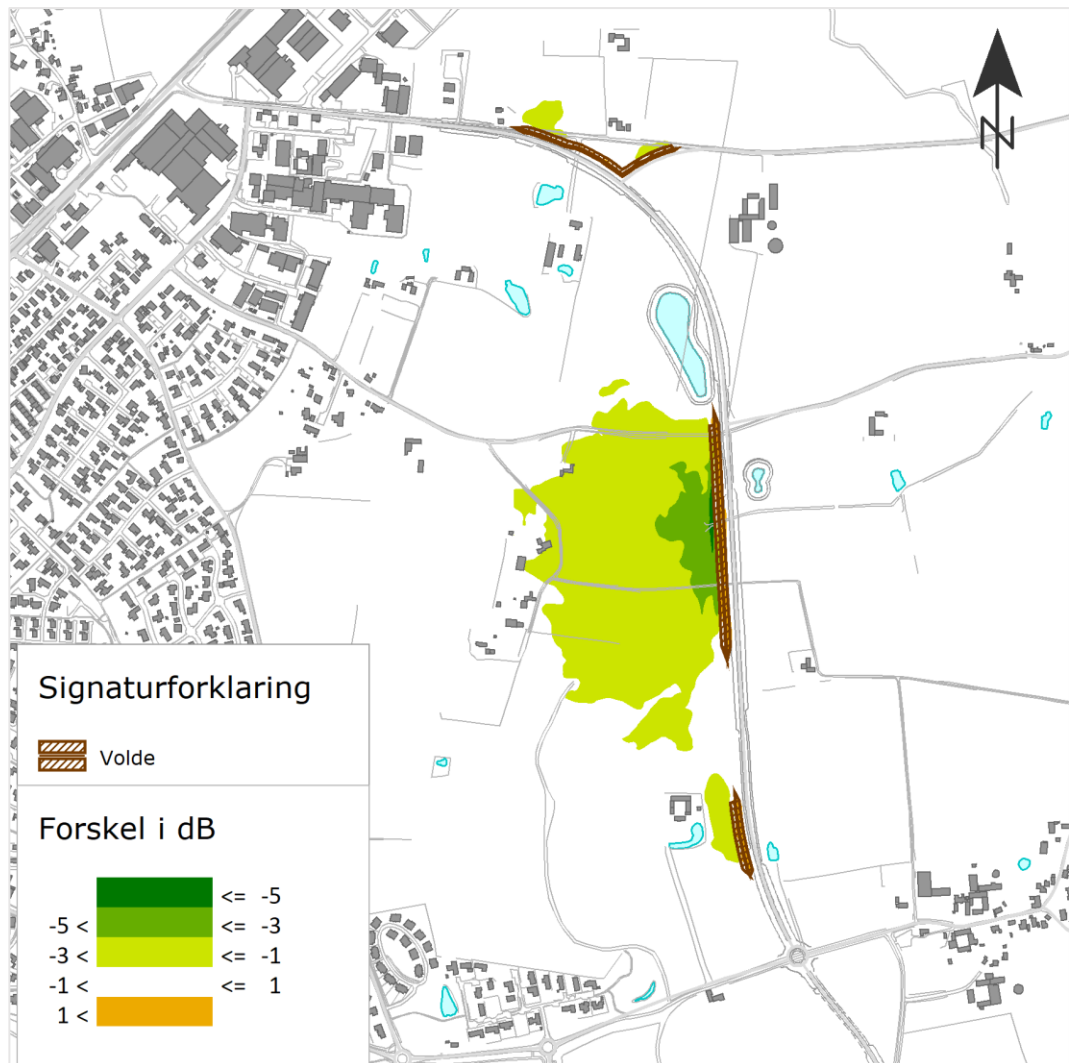 N
Signaturforklaring
Volde
Forskel i dB
<= -5
-5 < <= -3
-3 < <= -1
-1 < <= 1
1 <